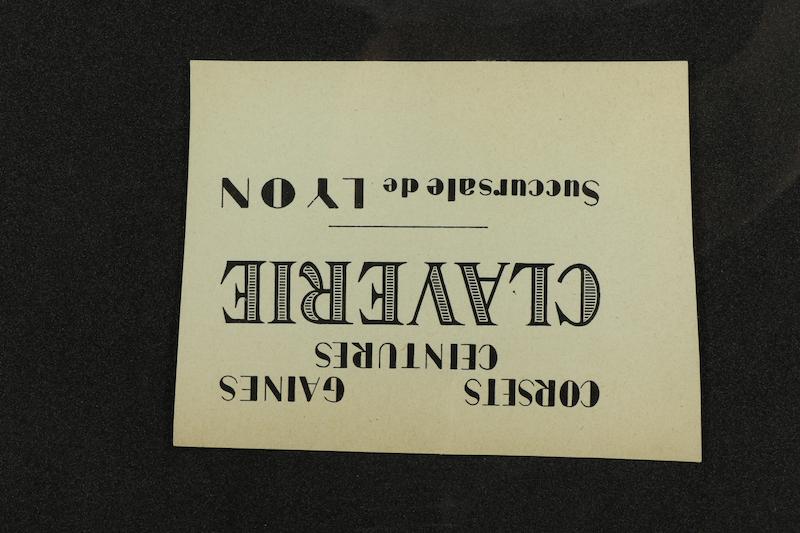 CORSETS GAINES
CEINTURES
CLAVERIE
Succursale de LYON